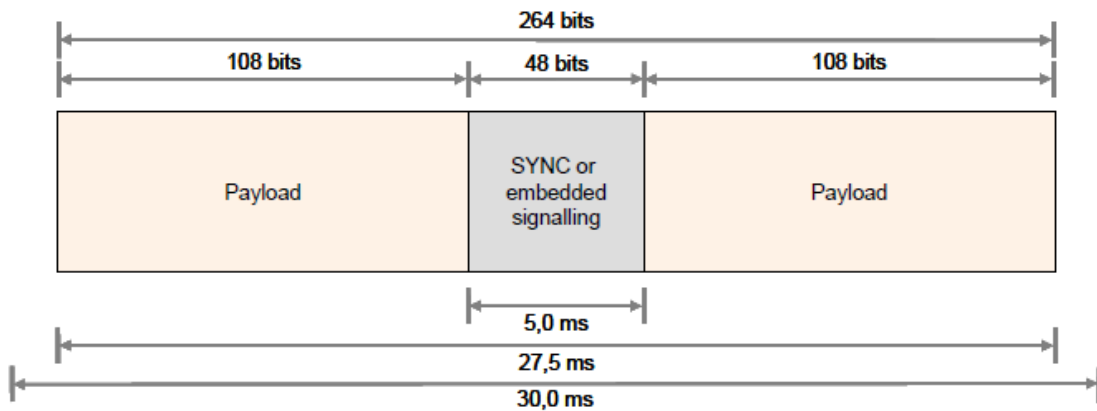 264 bits
108 bits 48 bits 108 bits
Payload
SYNC or
embedded
signalling
Payload
5,0 ms
27,5 ms
30,0 ms